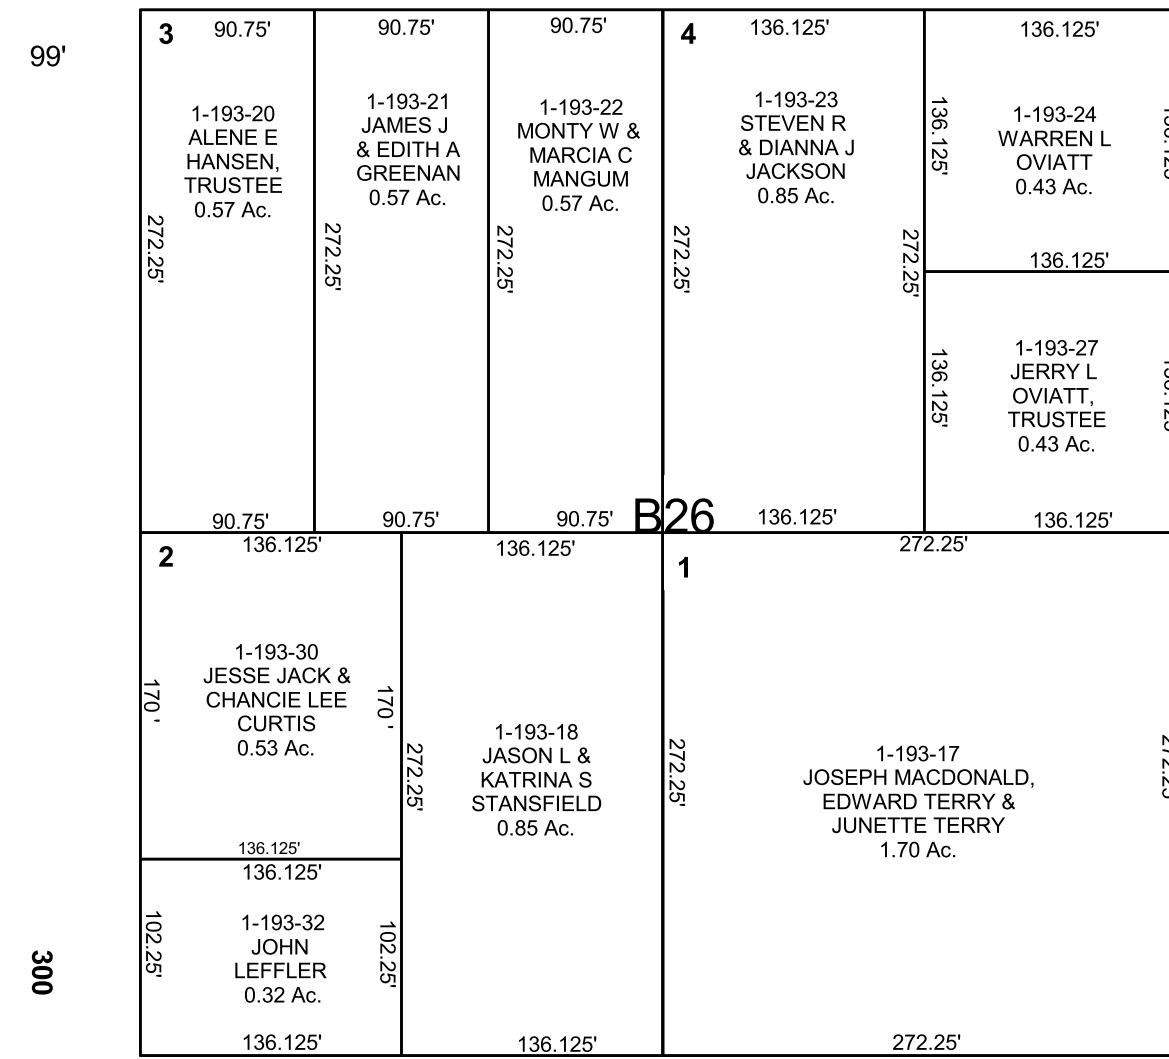 99'
3
90.75'
1-193-20
ALENE E
HANSEN,
TRUSTEE
0.57 Ac.
272.25'
90.75'
90.75'
1-193-21
JAMES J
& EDITH A
GREENAN
0.57 Ac.
272.25'
90.75'
90.75'
1-193-22
MONTY W &
MARCIA C
MANGUM
0.57 Ac.
272.25'
90.75'
4
136.125'
1-193-23
STEVEN R
& DIANNA J
JACKSON
0.85 Ac.
272.25'
272.25'
136.125'
136.125'
136.125'
1-193-24
WARREN L
OVIATT
0.43 Ac.
136.125'
136.125'
1-193-27
JERRY L
OVIATT,
TRUSTEE
0.43 Ac.
136.125'
B26
2
136.125'
1-193-30
JESSE JACK &
CHANCIE LEE
CURTIS
0.53 Ac.
170 '
170 '
136.125'
136.125'
1-193-32
JOHN
LEFFLER
0.32 Ac.
102.25'
102.25'
136.125'
136.125'
272.25'
1-193-18
JASON L &
KATRINA S
STANSFIELD
0.85 Ac.
136.125'
1
272.25'
272.25'
1-193-17
JOSEPH MACDONALD,
EDWARD TERRY &
JUNETTE TERRY
1.70 Ac.
272.25'
300